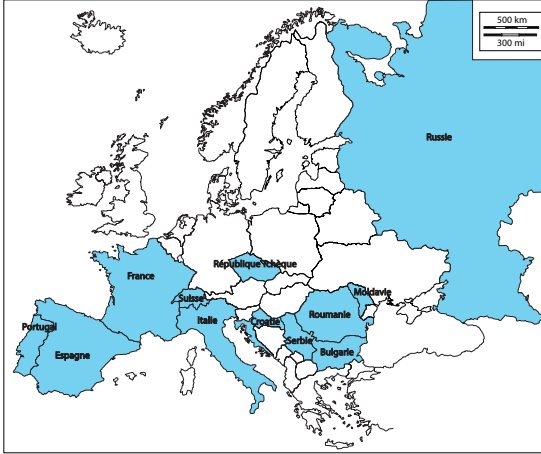 500 km
300 mi
Russie
République Tchèque
France
Moldavie
Suisse
Roumanie
Italie
Croatie
Portugal
Serbie
Bulgarie
Espagne